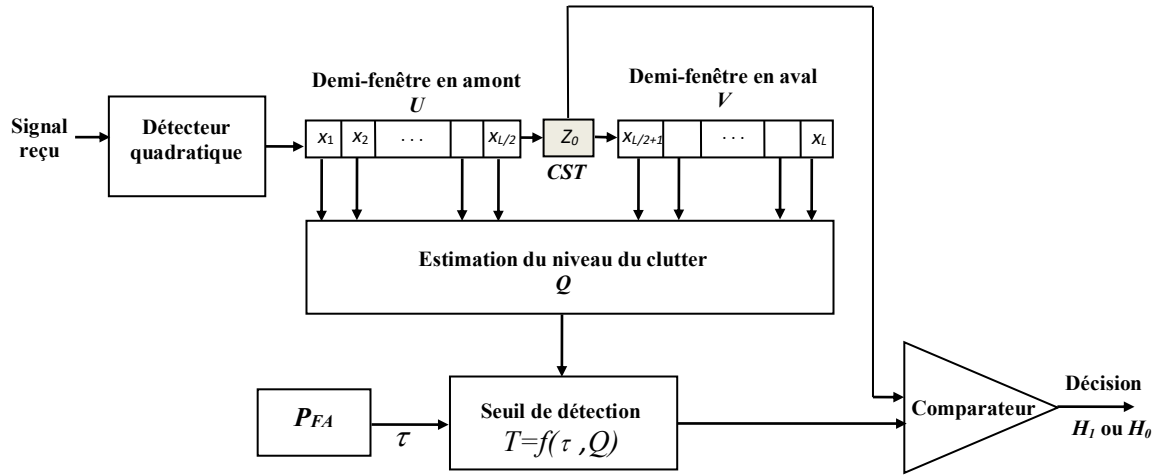 Demi-fenêtre en amont
U
Demi-fenêtre en aval
V
Signal
reçu
Détecteur
quadratique
x1 x2 . . . xL/2
Z0
xL/2+1 . . . xL
CST
Estimation du niveau du clutter
Q
PFA
τ
Seuil de détection
T=f(τ ,Q)
Comparateur
Décision
H1 ou H0